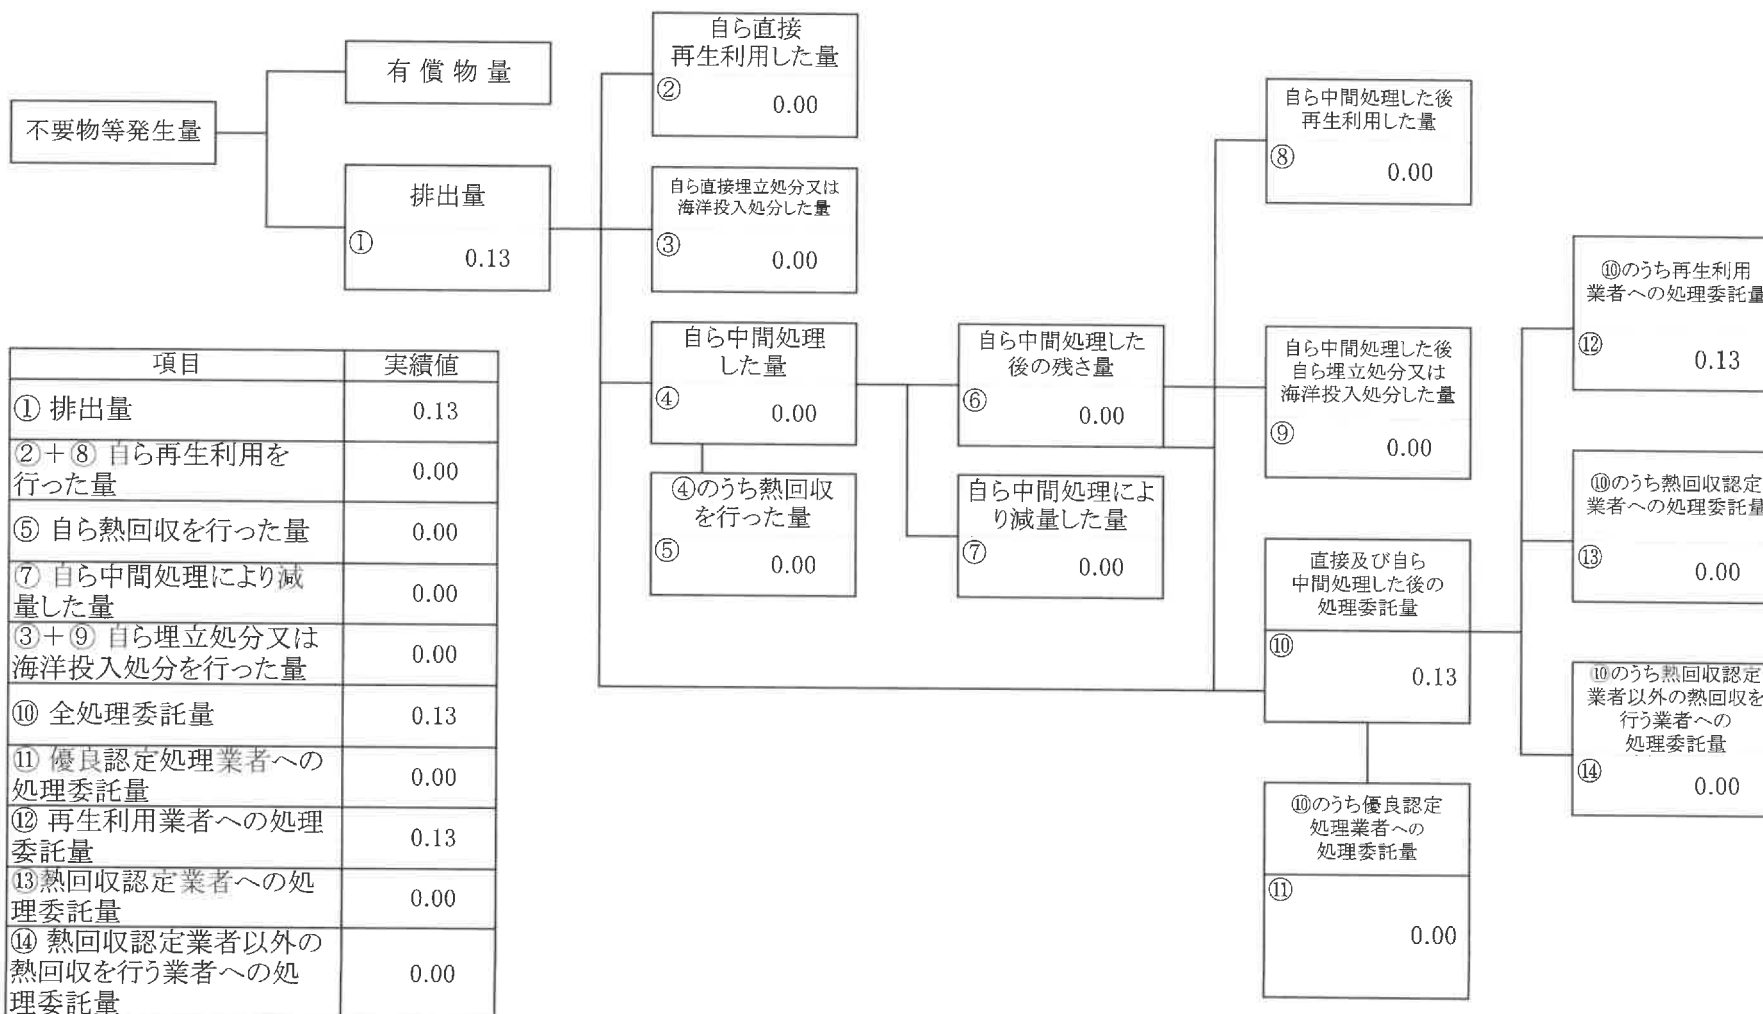 不要物等発生量
有償物量
排出量
①
0.13
自ら直接
再生利用した量
②
0.00
自ら直接埋立処分又は
海洋投入処分した量
③
0.00
自ら中間処理
した量
④
0.00
④のうち熱回収
を行った量
⑤
0.00
自ら中間処理した
後の残さ量
⑥
0.00
自ら中間処理によ
り減量した量
⑦
0.00
自ら中間処理した後
再生利用した量
⑧
0.00
自ら中間処理した後
自ら埋立処分又は
海洋投入処分した量
⑨
0.00
直接及び自ら
中間処理した後の
処理委託量
⑩
0.13
⑩のうち優良認定
処理業者への
処理委託量
⑪
0.00
⑩のうち再生利用
業者への処理委託量
⑫
0.13
⑩のうち熱回収認定
業者への処理委託量
⑬
0.00
⑩のうち熱回収認定
業者以外の熱回収を
行う業者への
処理委託量
⑭
0.00
項目 実績値
① 排出量 0.13
②＋⑧ 自ら再生利用を
行った量 0.00
⑤ 自ら熱回収を行った量 0.00
⑦ 自ら中間処理により減
量した量 0.00
③＋⑨ 自ら埋立処分又は
海洋投入処分を行った量 0.00
⑩ 全処理委託量 0.13
⑪ 優良認定処理業者への
処理委託量 0.00
⑫ 再生利用業者への処理
委託量 0.13
⑬熱回収認定業者への処
理委託量 0.00
⑭ 熱回収認定業者以外の
熱回収を行う業者への処
理委託量 0.00